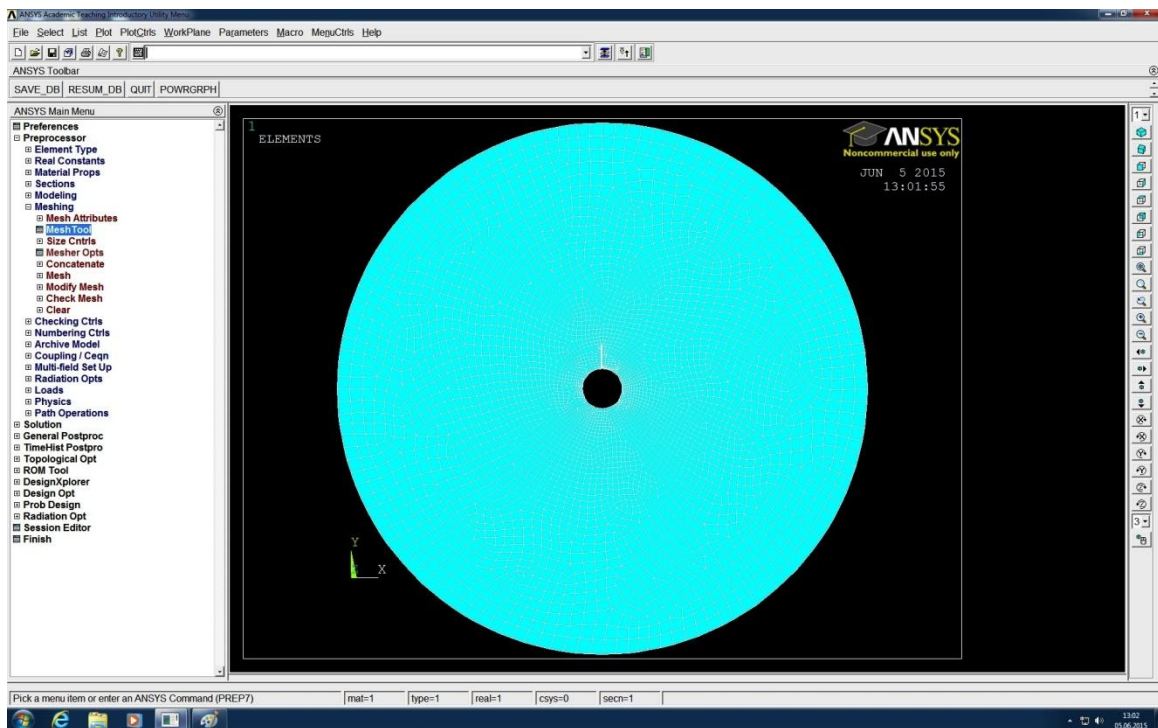 ANSYS Academic Teaching Introductory Utility Menu
File Select List Plot PlotCtrls WorkPlane Parameters Macro MenuCtrls Help
ANSYS Toolbar
SAVE_DB RESUM_DB QUIT POWRGRPH
ANSYS Main Menu
Preferences
Preprocessor
Element Type
Real Constants
Material Props
Sections
Modeling
Meshing
Mesh Attributes
MeshTool
Size Cntrls
Mesher Opts
Concatenate
Mesh
Modify Mesh
Check Mesh
Clear
Checking Ctrls
Numbering Ctrls
Archive Model
Coupling / Ceqn
Multi-field Set Up
Radiation Opts
Loads
Physics
Path Operations
Solution
General Postproc
TimeHist Postpro
Topological Opt
ROM Tool
DesignXplorer
Design Opt
Prob Design
Radiation Opt
Session Editor
Finish
1
ELEMENTS
ANSYS
Noncommercial use only
JUN 5 2015
13:01:55
Y
X
1
3
Pick a menu item or enter an ANSYS Command (PREP7) mat=1 type=1 real=1 csys=0 secn=1
13:02
05.06.2015